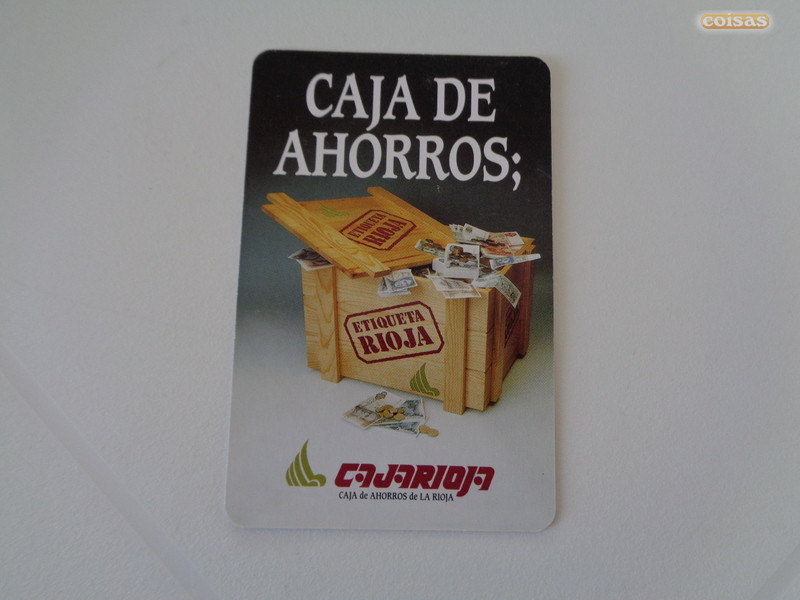 coisas
CAJA DE
AHORROS;
ETIQUETA
RIOJA
ETIQUETA
RIOJA
CAJARIOJA
CAJA de AHORROS de LA RIOJA